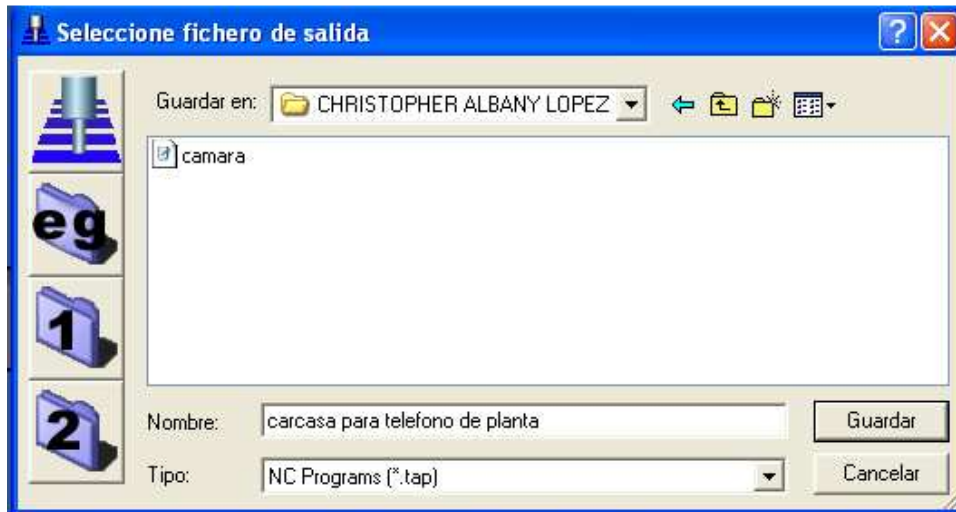 Seleccione fichero de salida
Guardar en: CHRISTOPHER ALBANY LOPEZ
camara
eg
1
2
Nombre: carcasa para telefono de planta Guardar
Tipo: NC Programs (*.tap) Cancelar